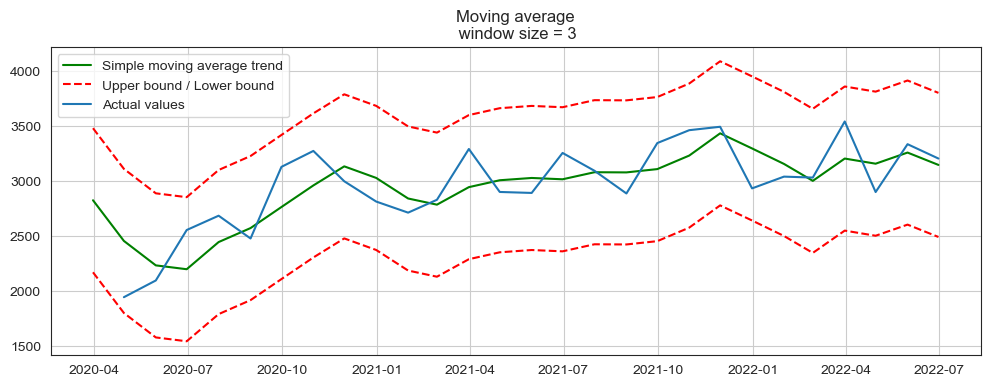 Moving average
window size = 3
Simple moving average trend
Upper bound / Lower bound
Actual values
4000
3500
3000
2500
2000
1500
2020-04 2020-07 2020-10 2021-01 2021-04 2021-07 2021-10 2022-01 2022-04 2022-07